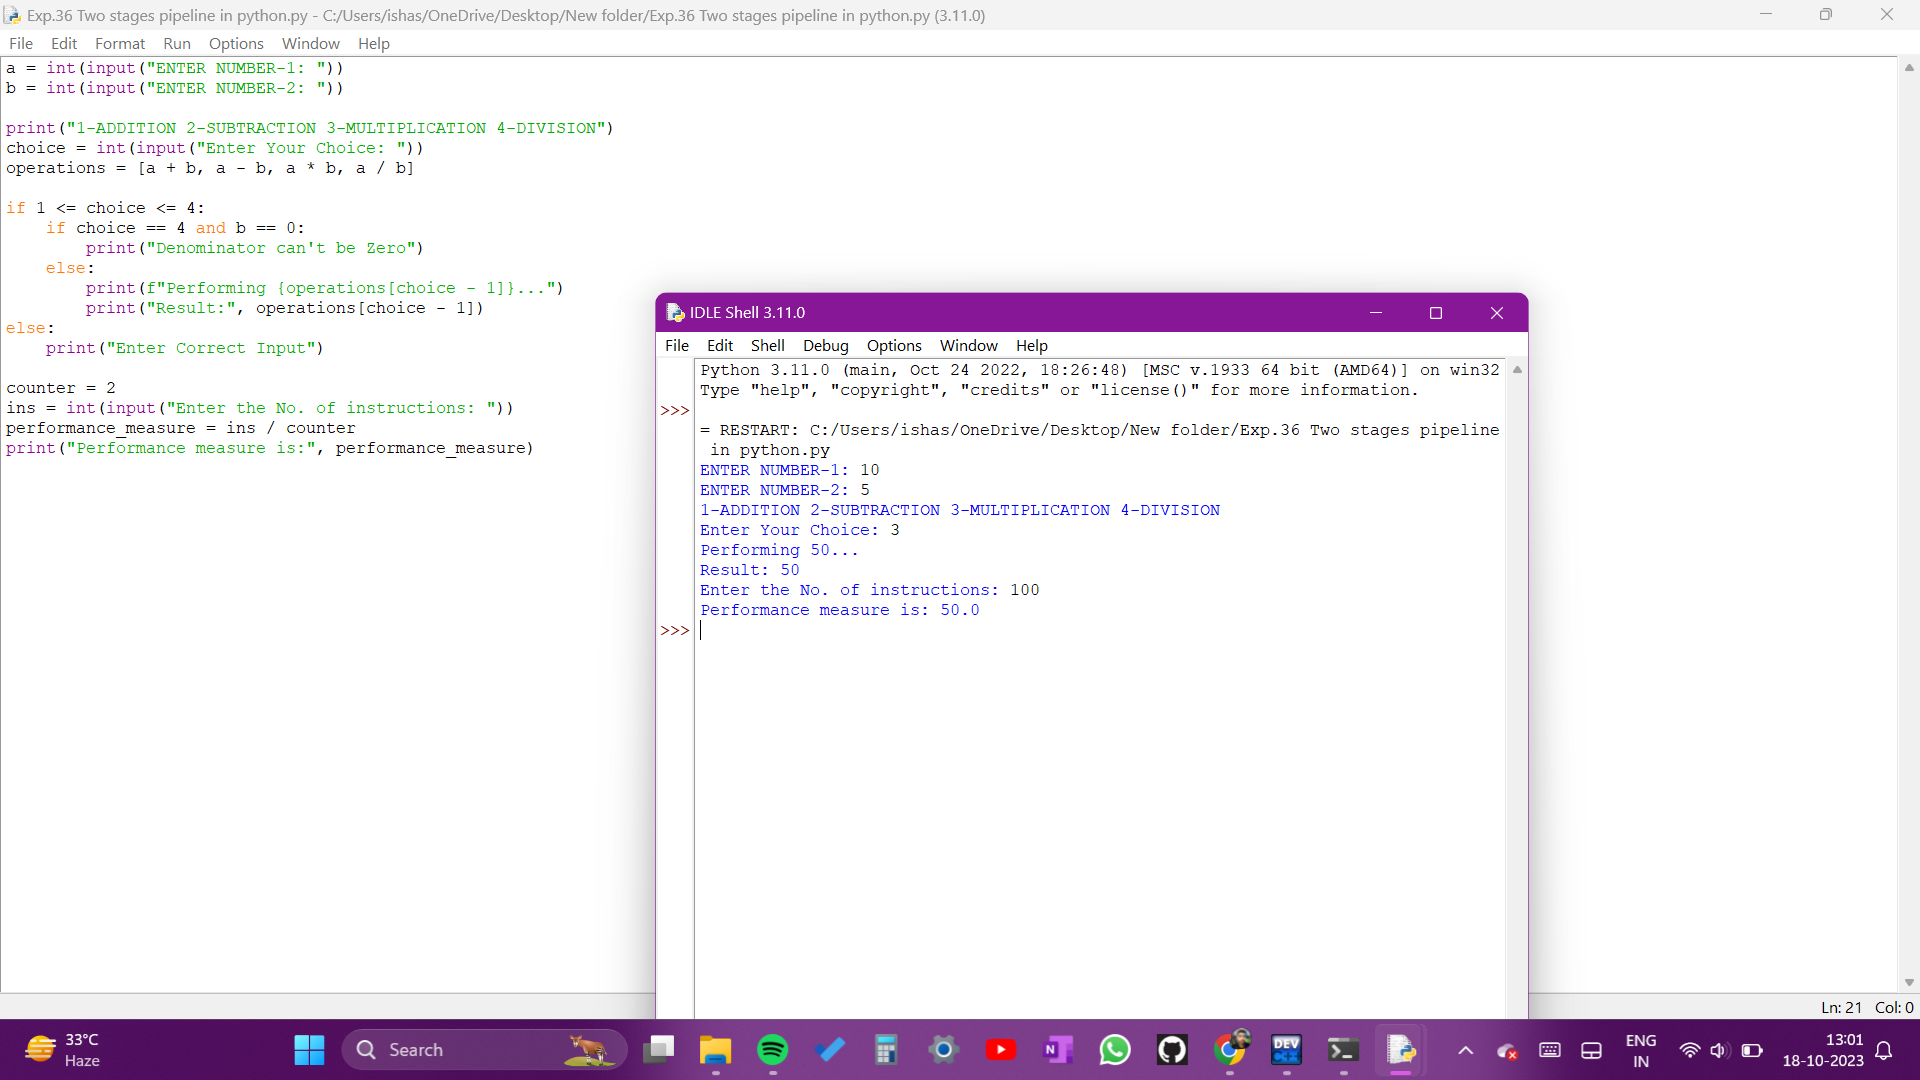 Exp.36 Two stages pipeline in python.py - C:/Users/ishas/OneDrive/Desktop/New folder/Exp.36 Two stages pipeline in python.py (3.11.0)
File Edit Format Run Options Window Help
a = int(input("ENTER NUMBER-1: "))
b = int(input("ENTER NUMBER-2: "))
print("1-ADDITION 2-SUBTRACTION 3-MULTIPLICATION 4-DIVISION")
choice = int(input("Enter Your Choice: "))
operations = [a + b, a - b, a * b, a / b]
if 1 <= choice <= 4:
    if choice == 4 and b == 0:
        print("Denominator can't be Zero")
    else:
        print(f"Performing {operations[choice - 1]}...")
        print("Result:", operations[choice - 1])
else:
    print("Enter Correct Input")
counter = 2
ins = int(input("Enter the No. of instructions: "))
performance_measure = ins / counter
print("Performance measure is:", performance_measure)
IDLE Shell 3.11.0
File Edit Shell Debug Options Window Help
Python 3.11.0 (main, Oct 24 2022, 18:26:48) [MSC v.1933 64 bit (AMD64)] on win32
Type "help", "copyright", "credits" or "license()" for more information.
>>>
= RESTART: C:/Users/ishas/OneDrive/Desktop/New folder/Exp.36 Two stages pipeline
 in python.py
ENTER NUMBER-1: 10
ENTER NUMBER-2: 5
1-ADDITION 2-SUBTRACTION 3-MULTIPLICATION 4-DIVISION
Enter Your Choice: 3
Performing 50...
Result: 50
Enter the No. of instructions: 100
Performance measure is: 50.0
>>>
Ln: 21 Col: 0
33°C
Haze
Search
DEV
C++
ENG
IN
13:01
18-10-2023